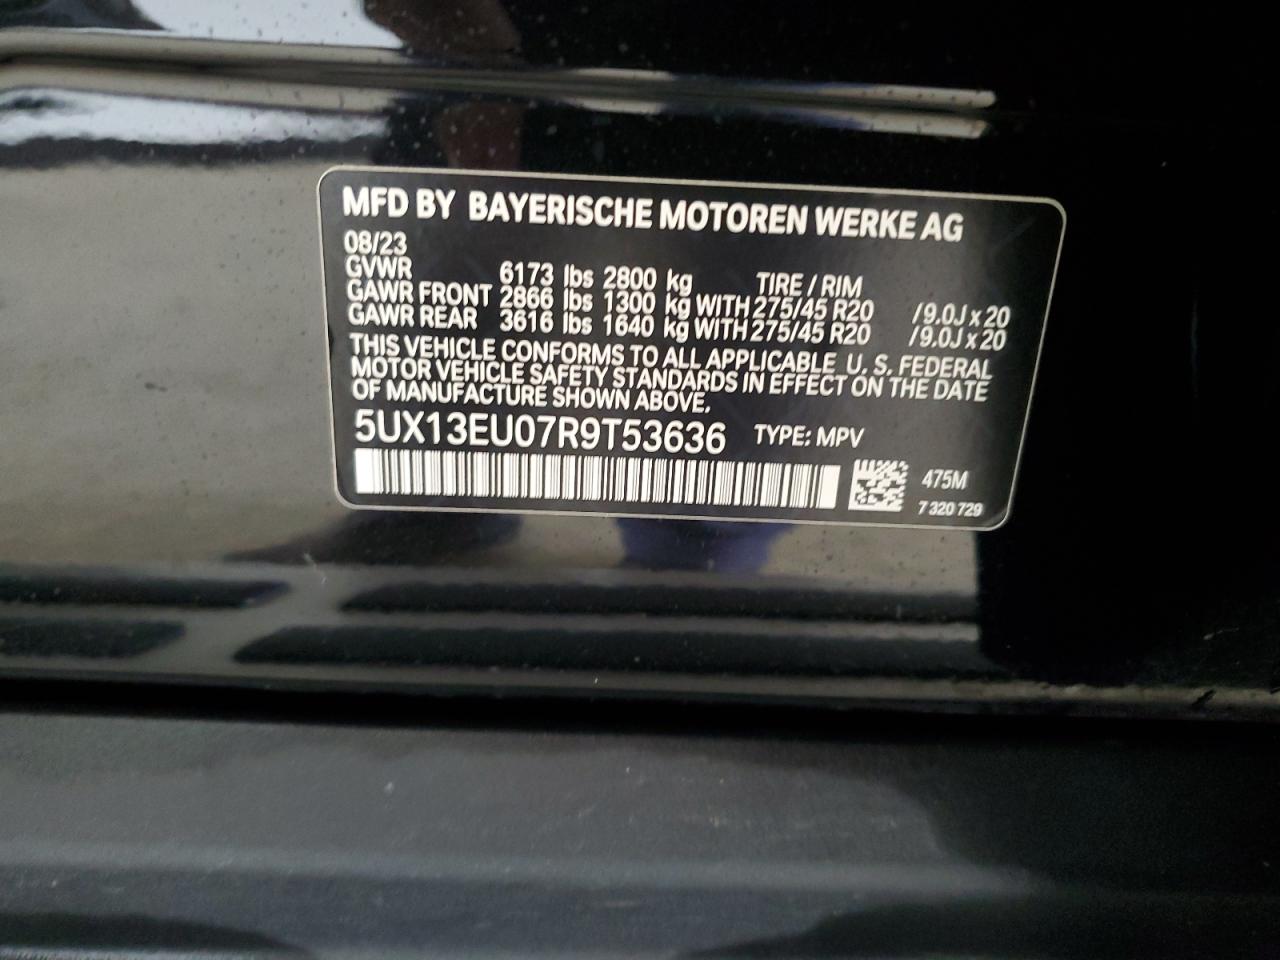 MFD BY BAYERISCHE MOTOREN WERKE AG
08/23
GVWR 6173 lbs 2800 kg TIRE / RIM
GAWR FRONT 2866 lbs 1300 kg WITH 275/45 R20 /9.0J x 20
GAWR REAR 3616 lbs 1640 kg WITH 275/45 R20 /9.0J x 20
THIS VEHICLE CONFORMS TO ALL APPLICABLE U. S. FEDERAL
MOTOR VEHICLE SAFETY STANDARDS IN EFFECT ON THE DATE
OF MANUFACTURE SHOWN ABOVE.
5UX13EU07R9T53636 TYPE: MPV
475M
7 320 729